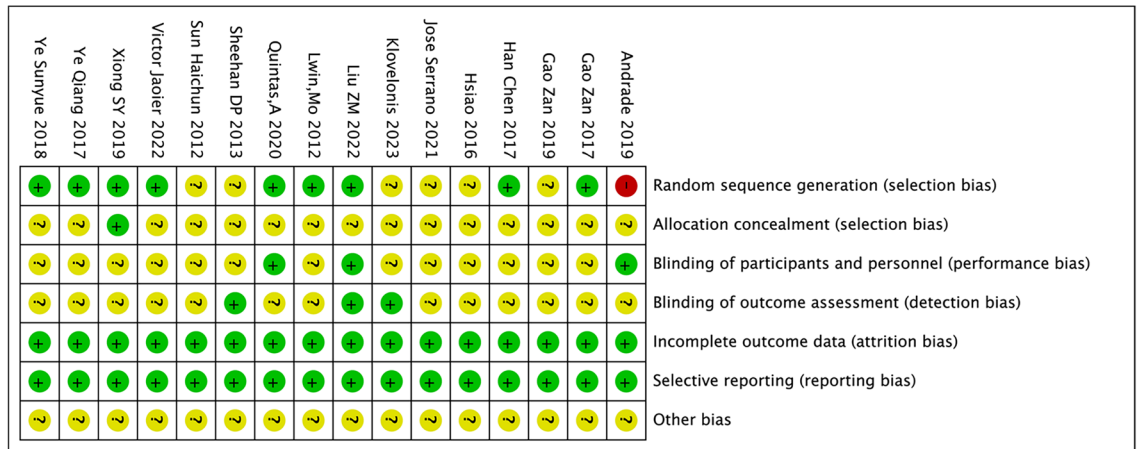 Ye Sunyue 2018
Ye Qiang 2017
Xiong SY 2019
Victor Jaoier 2022
Sun Haichun 2012
Sheehan DP 2013
Quintas,A 2020
Lwin,Mo 2012
Liu ZM 2022
Klovelonis 2023
Jose Serrano 2021
Hsiao 2016
Han Chen 2017
Gao Zan 2019
Gao Zan 2017
Andrade 2019
+ + + + ? ? + + + ? ? ? + ? + − Random sequence generation (selection bias)
? ? + ? ? ? ? ? ? ? ? ? ? ? ? ? Allocation concealment (selection bias)
? ? ? ? ? ? + ? + ? ? ? ? ? ? + Blinding of participants and personnel (performance bias)
? ? ? ? ? + ? ? + + ? ? ? ? ? ? Blinding of outcome assessment (detection bias)
+ + + + + + + + + + + + + + + + Incomplete outcome data (attrition bias)
+ + + + + + + + + + + + + + + + Selective reporting (reporting bias)
? ? ? ? ? ? ? ? ? ? ? ? ? ? ? ? Other bias